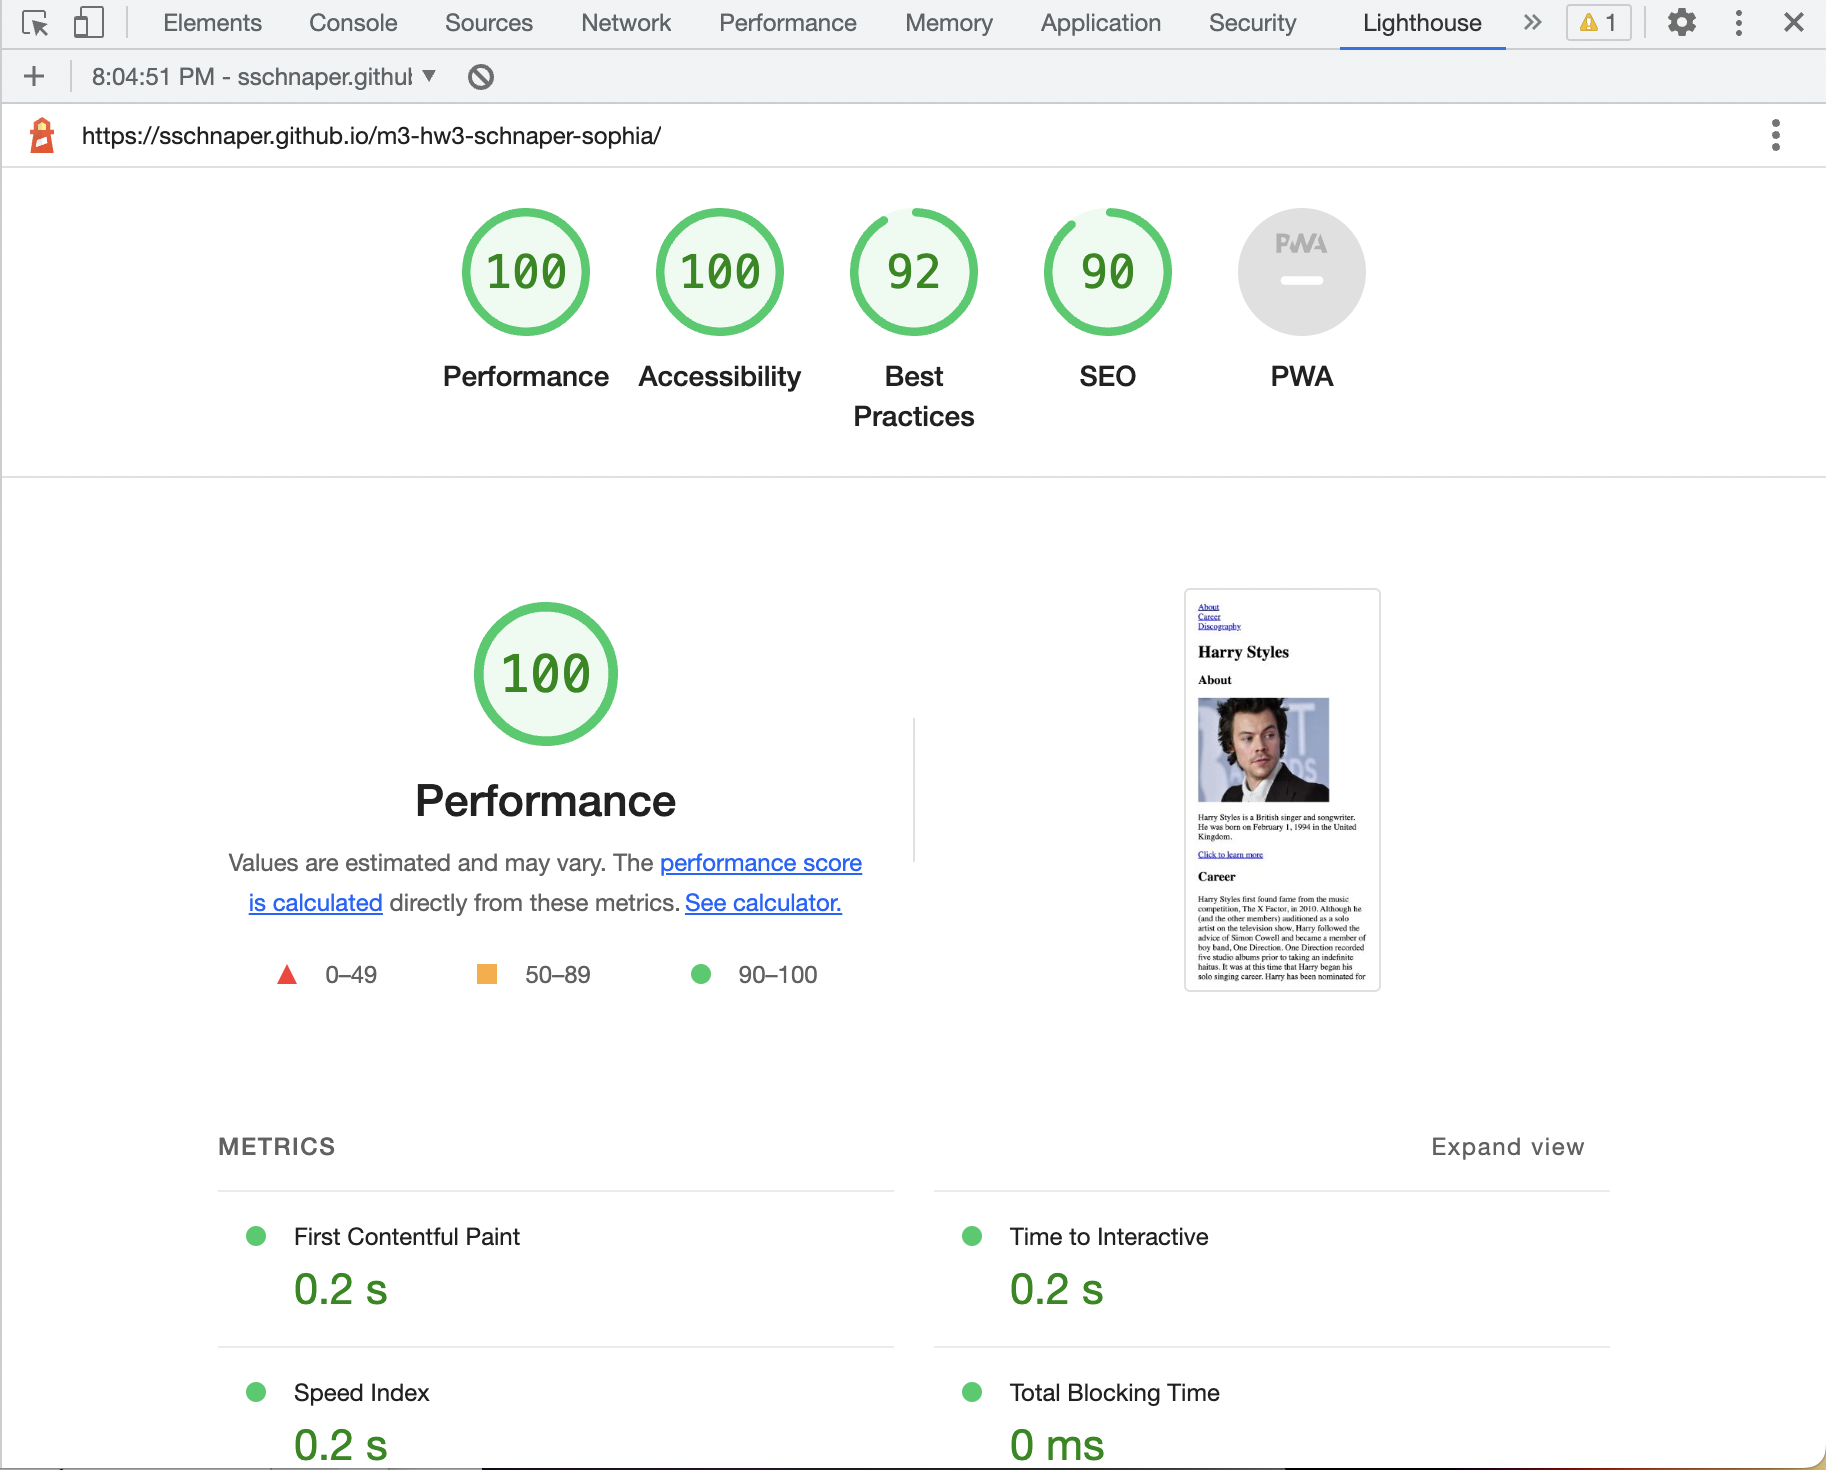 Elements Console Sources Network Performance Memory Application Security Lighthouse 1
8:04:51 PM - sschnaper.githu
https://sschnaper.github.io/m3-hw3-schnaper-sophia/
100 100 92 90 PWA
Performance Accessibility Best Practices SEO PWA
100
Performance
Values are estimated and may vary. The performance score
is calculated directly from these metrics. See calculator.
0–49 50–89 90–100
About
Career
Discography
Harry Styles
About
Harry Styles is a British singer and songwriter.
He was born on February 1, 1994 in the United
Kingdom.
Click to learn more
Career
Harry Styles first found fame from the music
competition, The X Factor, in 2010. Although he
(and the other members) auditioned as a solo
artist on the television show, Harry followed the
advice of Simon Cowell and became a member of
boy band, One Direction. One Direction recorded
five studio albums prior to taking an indefinite
haitus. It was at this time that Harry began his
solo singing career. Harry has been nominated for
METRICS
Expand view
First Contentful Paint
0.2 s
Time to Interactive
0.2 s
Speed Index
0.2 s
Total Blocking Time
0 ms